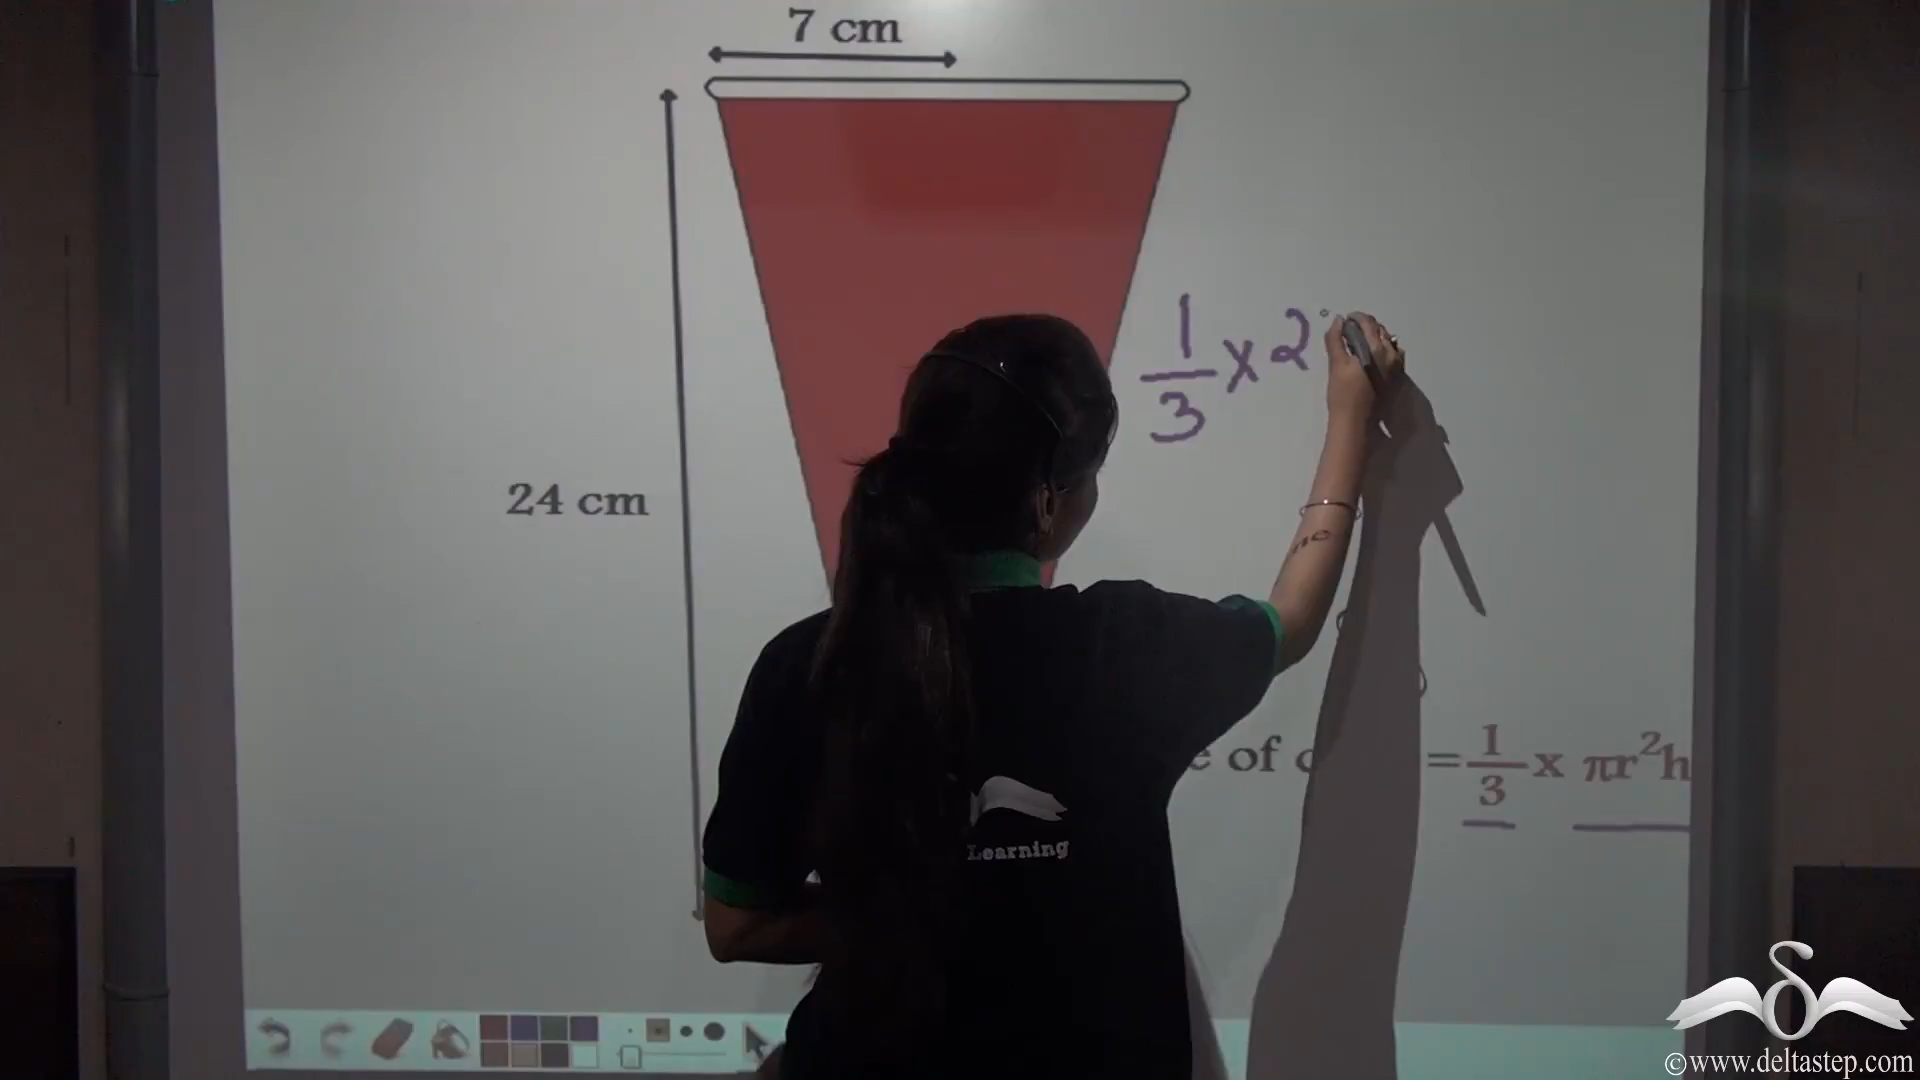 7 cm
1
— x 2
3
24 cm
e of c = 1/3 x πr²h
Learning
©www.deltastep.com